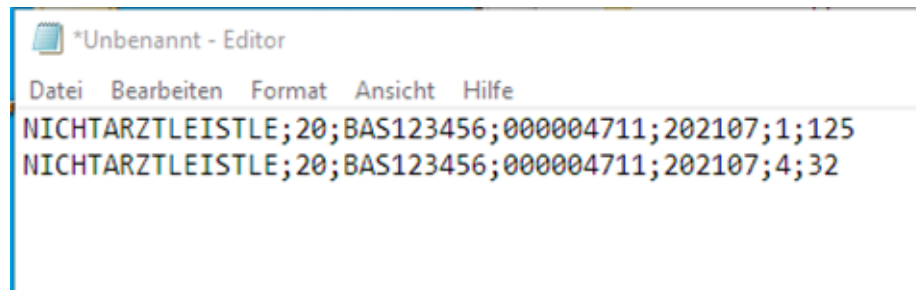 *Unbenannt - Editor
Datei Bearbeiten Format Ansicht Hilfe
NICHTARZTLEISTLE;20;BAS123456;000004711;202107;1;125
NICHTARZTLEISTLE;20;BAS123456;000004711;202107;4;32